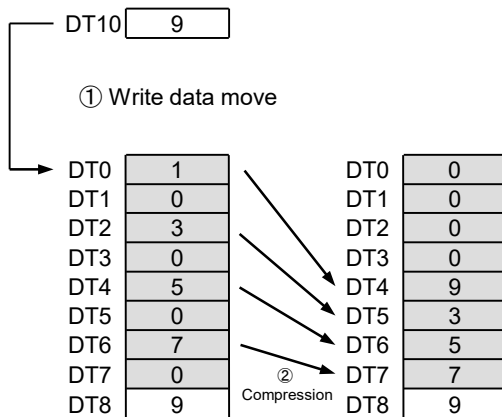 DT10 9
① Write data move
DT0 1 DT0 0
DT1 0 DT1 0
DT2 3 DT2 0
DT3 0 DT3 0
DT4 5 DT4 9
DT5 0 DT5 3
DT6 7 DT6 5
DT7 0 ② DT7 7
Compression
DT8 9 DT8 9